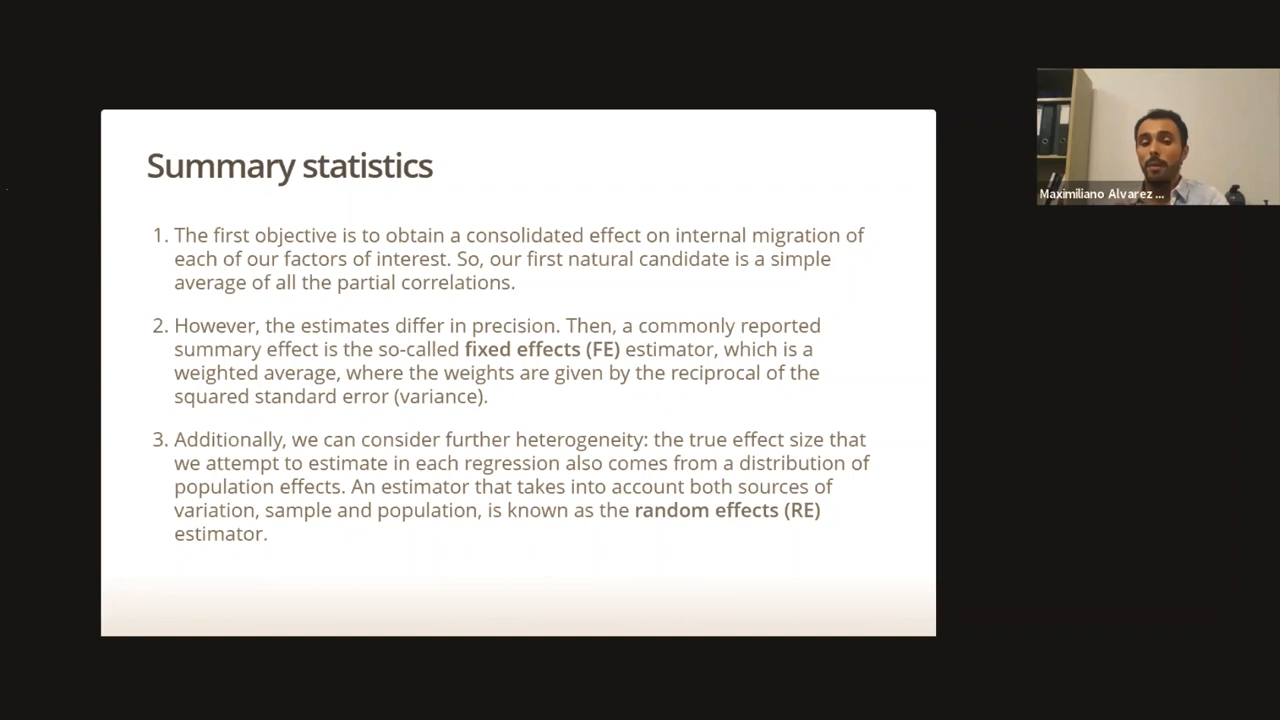 Summary statistics
1. The first objective is to obtain a consolidated effect on internal migration of
each of our factors of interest. So, our first natural candidate is a simple
average of all the partial correlations.
2. However, the estimates differ in precision. Then, a commonly reported
summary effect is the so-called fixed effects (FE) estimator, which is a
weighted average, where the weights are given by the reciprocal of the
squared standard error (variance).
3. Additionally, we can consider further heterogeneity: the true effect size that
we attempt to estimate in each regression also comes from a distribution of
population effects. An estimator that takes into account both sources of
variation, sample and population, is known as the random effects (RE)
estimator.
Maximiliano Alvarez ...